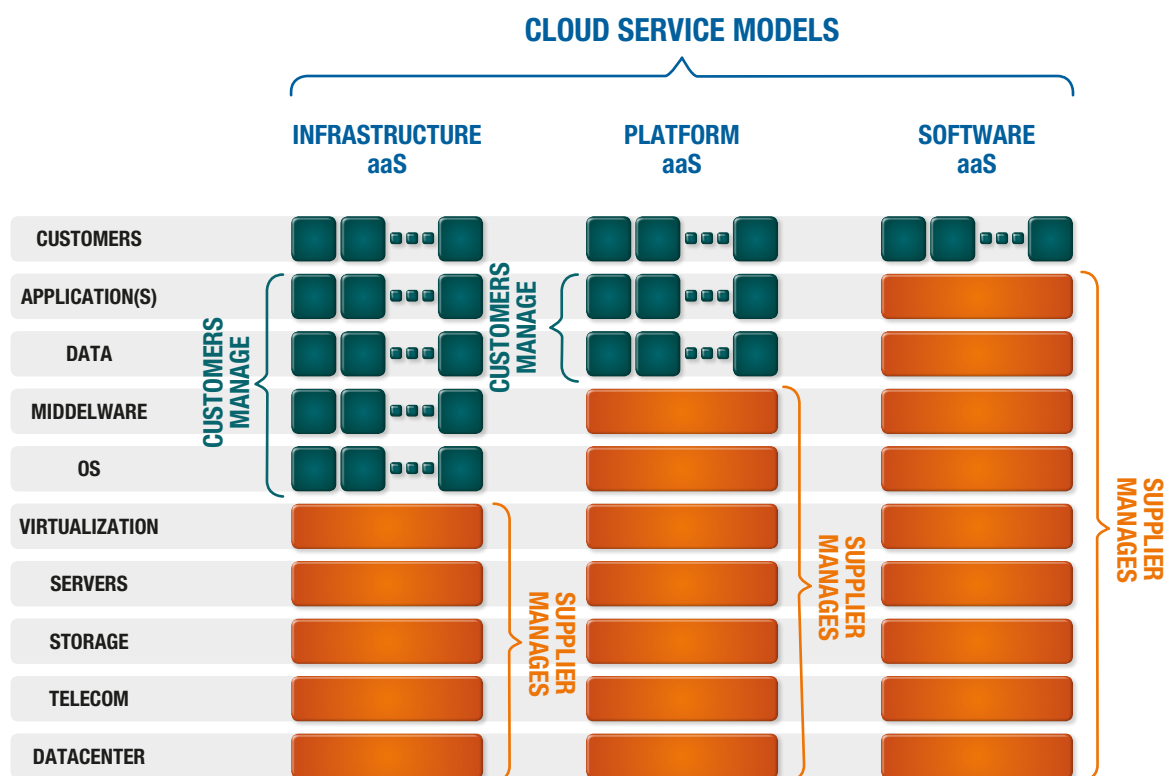 CLOUD SERVICE MODELS
INFRASTRUCTURE
aaS
PLATFORM
aaS
SOFTWARE
aaS
CUSTOMERS
APPLICATION(S)
DATA
MIDDELWARE
OS
VIRTUALIZATION
SERVERS
STORAGE
TELECOM
DATACENTER
CUSTOMERS
MANAGE
CUSTOMERS
MANAGE
SUPPLIER
MANAGES
SUPPLIER
MANAGES
SUPPLIER
MANAGES